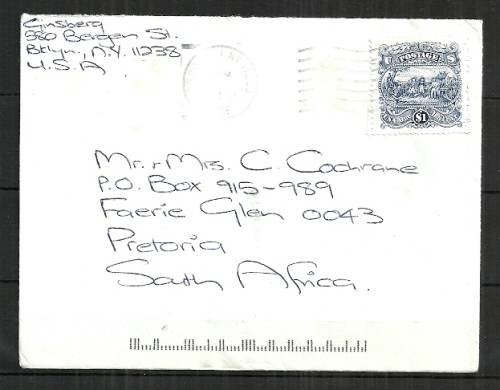 Ginsberg
980 Bergen St.
Bklyn., N.Y. 11238
U.S.A
POSTAGE
$1
Mr. + Mrs. C. Cochrane
P.O. Box 915-989
Faerie Glen 0043
Pretoria
South Africa.